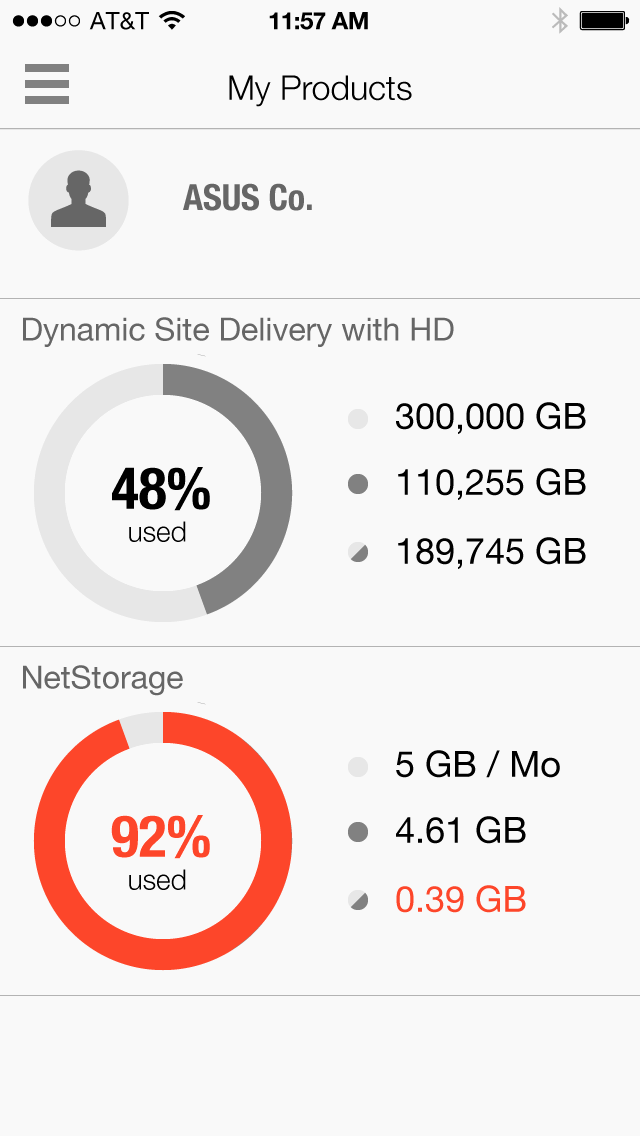 AT&T 11:57 AM
My Products
ASUS Co.
Dynamic Site Delivery with HD
48%
used
300,000 GB
110,255 GB
189,745 GB
NetStorage
92%
used
5 GB / Mo
4.61 GB
0.39 GB